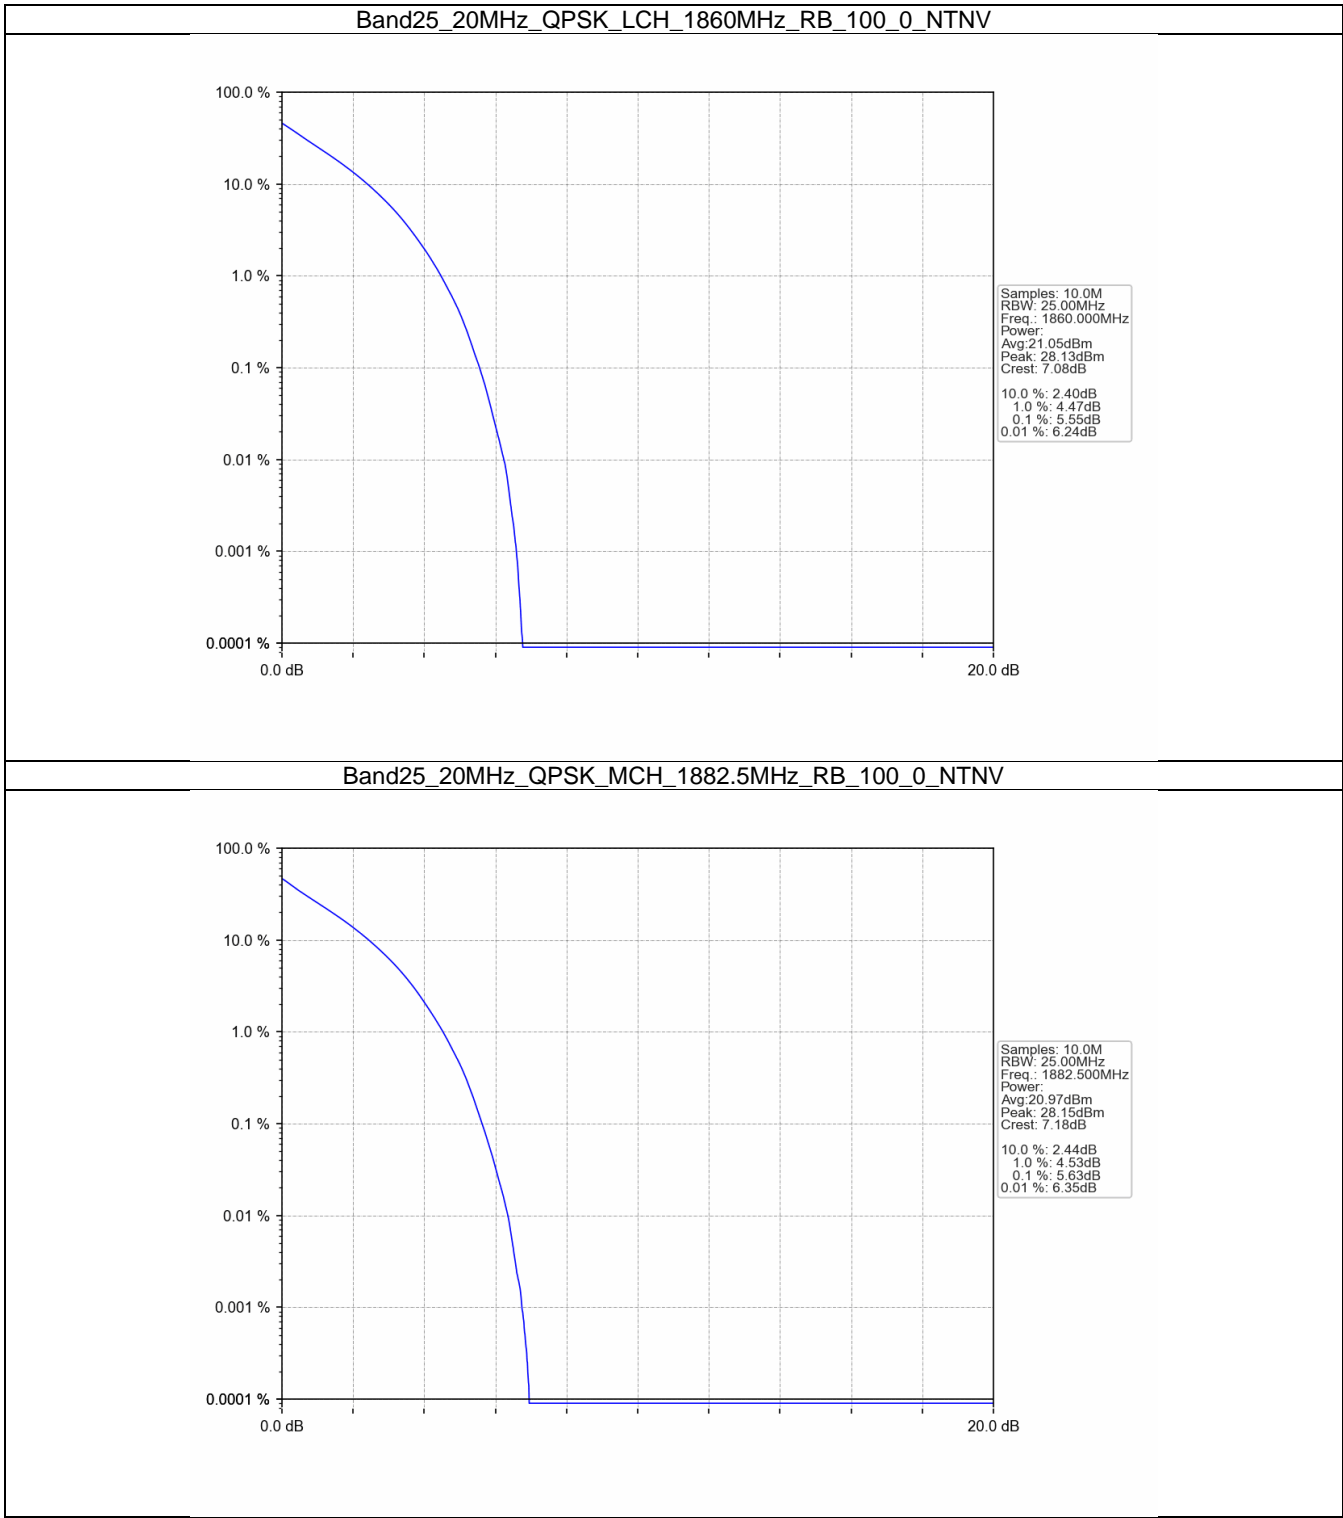 Band25_20MHz_QPSK_LCH_1860MHz_RB_100_0_NTNV
100.0 %
10.0 %
1.0 %
0.1 %
0.01 %
0.001 %
0.0001 %
0.0 dB
20.0 dB
Samples: 10.0M
RBW: 25.00MHz
Freq.: 1860.000MHz
Power:
Avg:21.05dBm
Peak: 28.13dBm
Crest: 7.08dB
10.0 %: 2.40dB
1.0 %: 4.47dB
0.1 %: 5.55dB
0.01 %: 6.24dB
Band25_20MHz_QPSK_MCH_1882.5MHz_RB_100_0_NTNV
100.0 %
10.0 %
1.0 %
0.1 %
0.01 %
0.001 %
0.0001 %
0.0 dB
20.0 dB
Samples: 10.0M
RBW: 25.00MHz
Freq.: 1882.500MHz
Power:
Avg:20.97dBm
Peak: 28.15dBm
Crest: 7.18dB
10.0 %: 2.44dB
1.0 %: 4.53dB
0.1 %: 5.63dB
0.01 %: 6.35dB